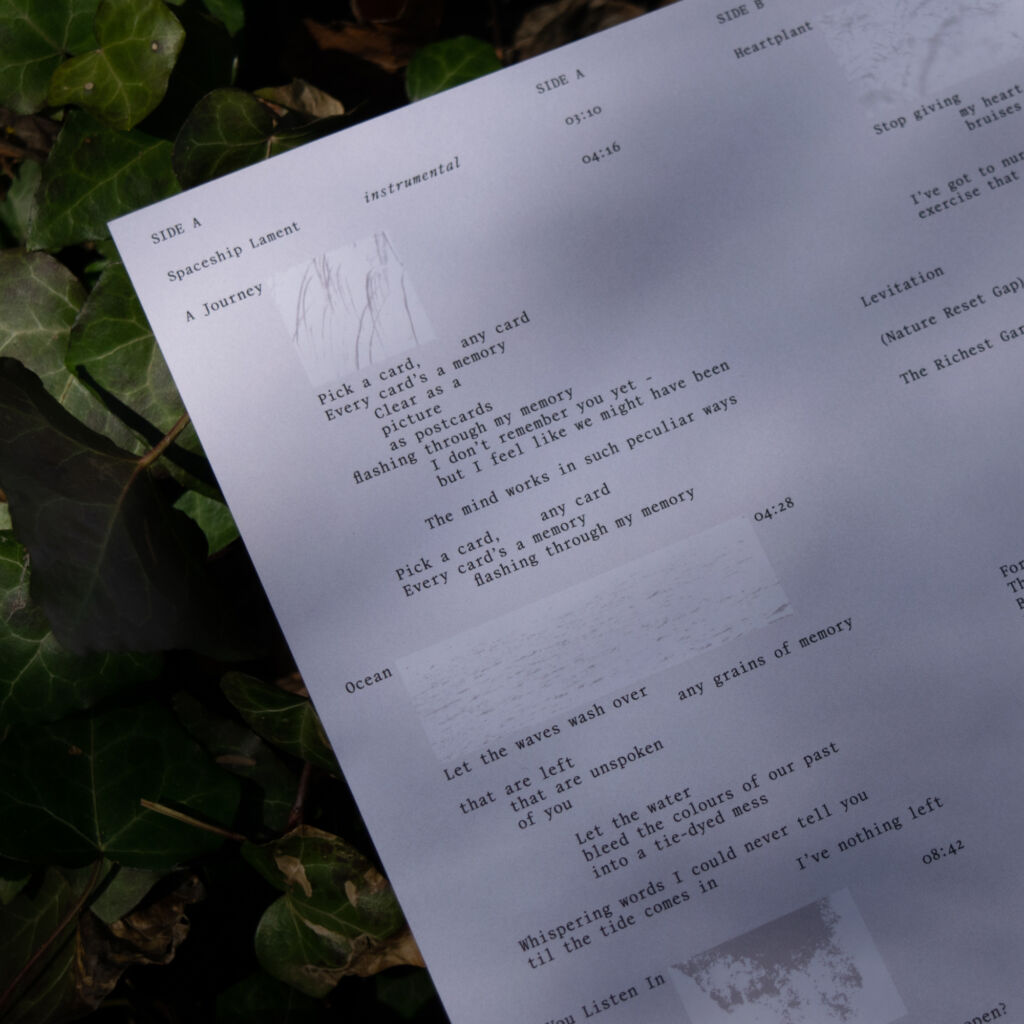 SIDE A
SIDE A
SIDE B
Spaceship Lament
instrumental
03:10
A Journey
04:16
Pick a card, any card
Every card's a memory
Clear as a
picture
as postcards
flashing through my memory
I don't remember you yet -
but I feel like we might have been
The mind works in such peculiar ways
Pick a card, any card
Every card's a memory
flashing through my memory
Ocean
04:28
Let the waves wash over any grains of memory
that are left
that are unspoken
of you
Let the water
bleed the colours of our past
into a tie-dyed mess
Whispering words I could never tell you
til the tide comes in I've nothing left
You Listen In
08:42
Heartplant
Stop giving my heart
bruises
I've got to
exercise that
Levitation
(Nature Reset Gap)
The Richest